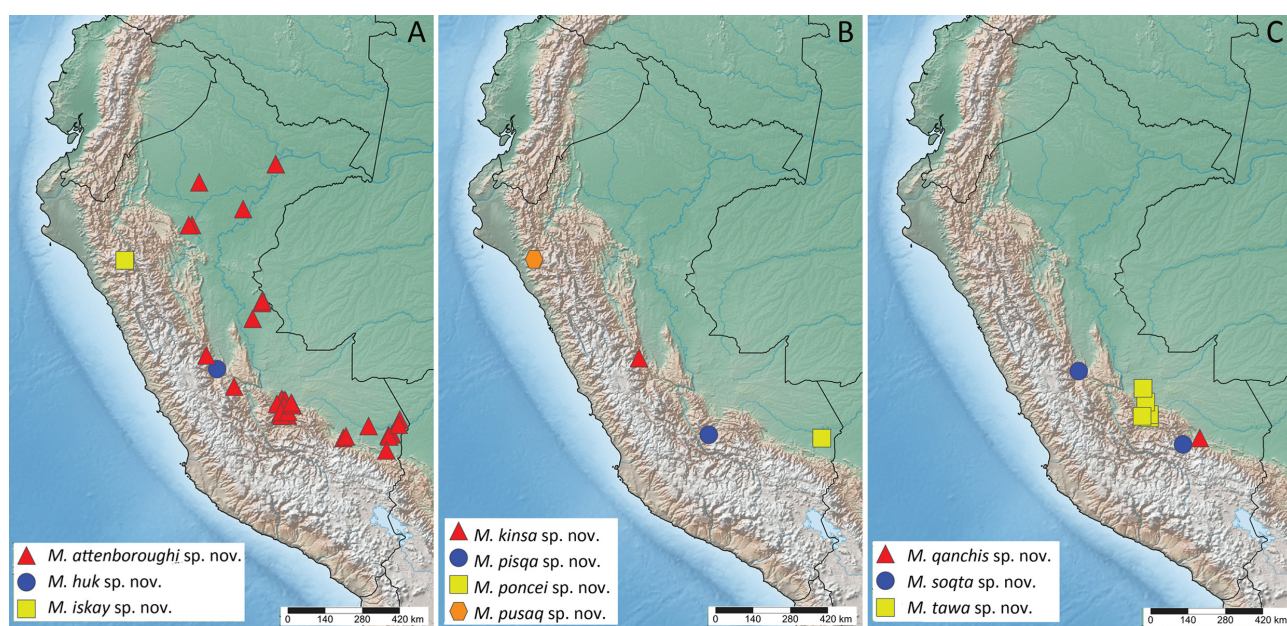 A
M. attenboroughi sp. nov.
M. huk sp. nov.
M. iskay sp. nov.
0 140 280 420 km
B
M. kinsa sp. nov.
M. pisqa sp. nov.
M. poncei sp. nov.
M. pusaq sp. nov.
0 140 280 420 km
C
M. qanchis sp. nov.
M. soqta sp. nov.
M. tawa sp. nov.
0 140 280 420 km